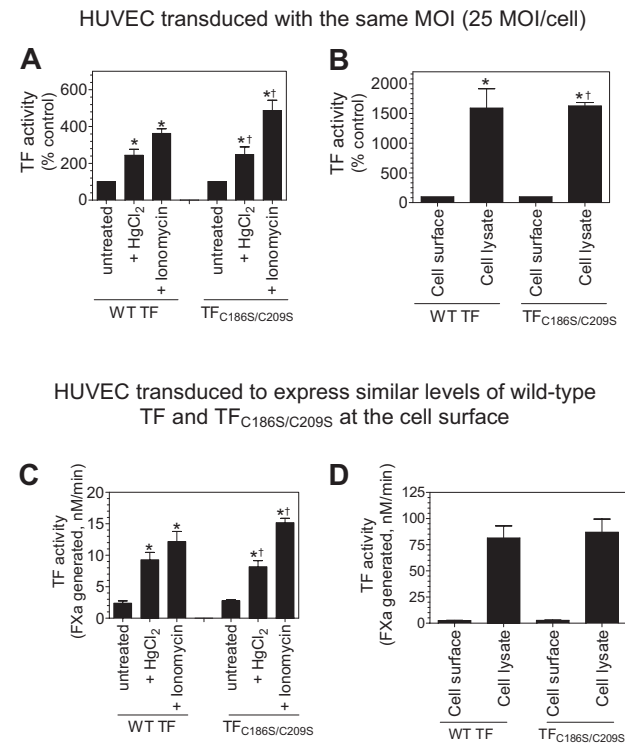 HUVEC transduced with the same MOI (25 MOI/cell)
A
TF activity
(% control)
600
400
200
0
*
*
*†
*†
untreated
+ HgCl2
+ Ionomycin
untreated
+ HgCl2
+ Ionomycin
WT TF
TFC186S/C209S
B
TF activity
(% control)
2000
1500
1000
500
0
*
*†
Cell surface
Cell lysate
Cell surface
Cell lysate
WT TF
TFC186S/C209S
HUVEC transduced to express similar levels of wild-type
TF and TFC186S/C209S at the cell surface
C
TF activity
(FXa generated, nM/min)
20
15
10
5
0
*
*
*†
*†
untreated
+ HgCl2
+ Ionomycin
untreated
+ HgCl2
+ Ionomycin
WT TF
TFC186S/C209S
D
TF activity
(FXa generated, nM/min)
125
100
75
50
25
0
Cell surface
Cell lysate
Cell surface
Cell lysate
WT TF
TFC186S/C209S